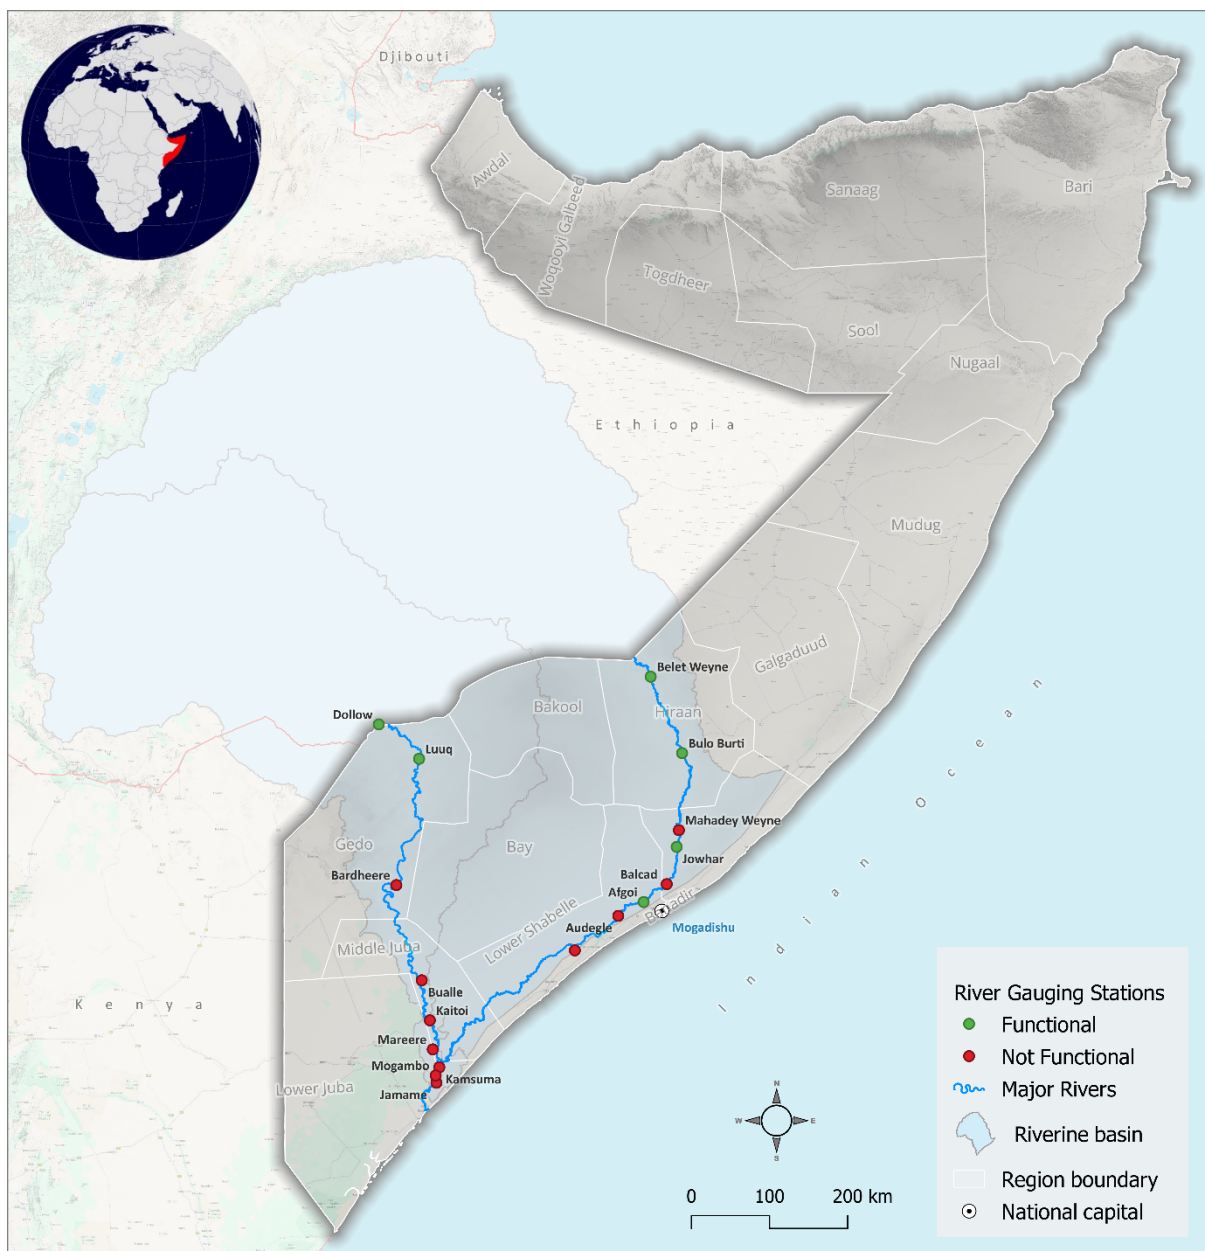 Djibouti
Awdal
Woqooyi Galbeed
Togdheer
Sanaag
Bari
Sool
Nugaal
Ethiopia
Mudug
Galgaduud
Belet Weyne
Hiraan
Bakool
Dollow
Luuq
Bulo Burti
Mahadey Weyne
Jowhar
Gedo
Bay
Bardheere
Balcad
Afgoi
Banadir
Mogadishu
Audegle
Lower Shabelle
Middle Juba
Bualle
Kaitoi
Mareere
Mogambo
Kamsuma
Jamame
Lower Juba
Kenya
Indian Ocean
N
W
E
S
0 100 200 km
River Gauging Stations
Functional
Not Functional
Major Rivers
Riverine basin
Region boundary
National capital